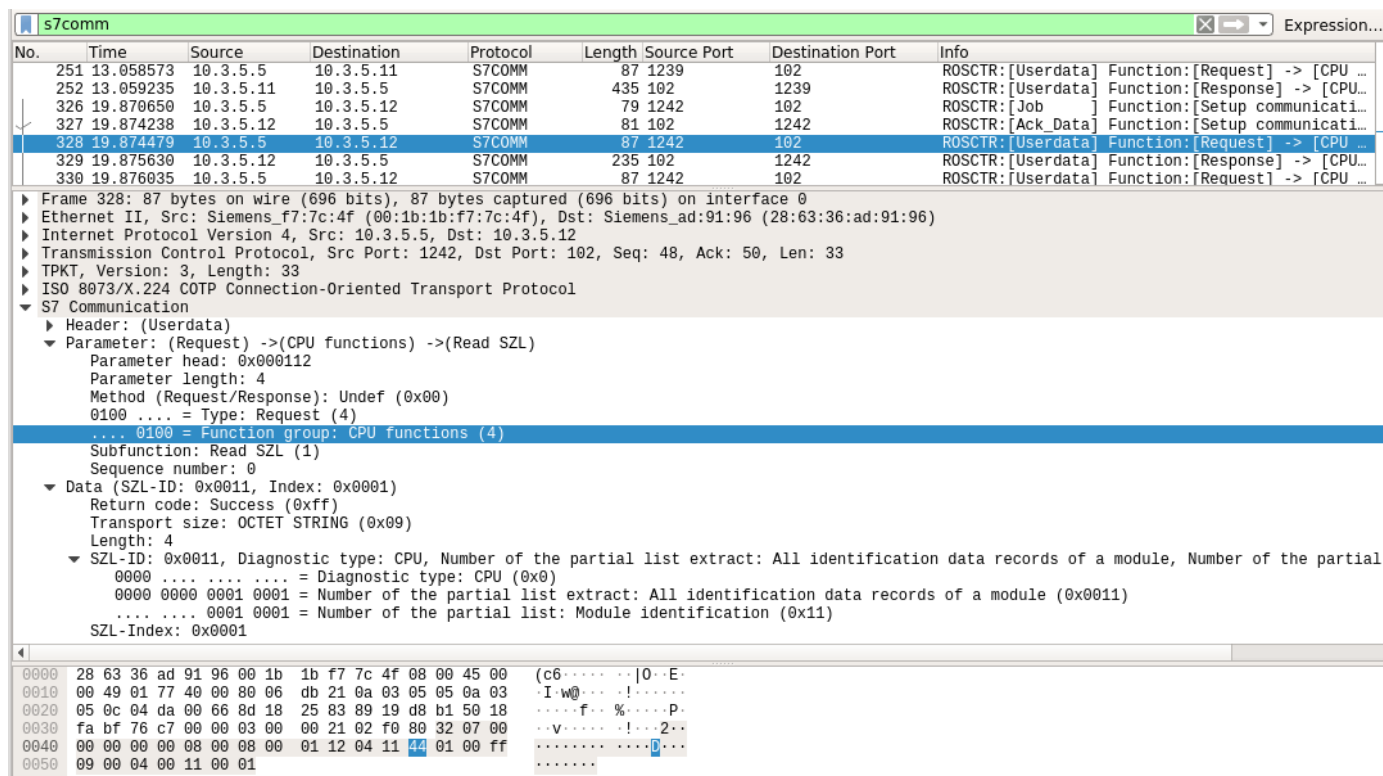 s7comm Expression...
No. Time Source Destination Protocol Length Source Port Destination Port Info
251 13.058573 10.3.5.5 10.3.5.11 S7COMM 87 1239 102 ROSCTR:[Userdata] Function:[Request] -> [CPU …
252 13.059235 10.3.5.11 10.3.5.5 S7COMM 435 102 1239 ROSCTR:[Userdata] Function:[Response] -> [CPU…
326 19.870650 10.3.5.5 10.3.5.12 S7COMM 79 1242 102 ROSCTR:[Job     ] Function:[Setup communicati…
327 19.874238 10.3.5.12 10.3.5.5 S7COMM 81 102 1242 ROSCTR:[Ack_Data] Function:[Setup communicati…
328 19.874479 10.3.5.5 10.3.5.12 S7COMM 87 1242 102 ROSCTR:[Userdata] Function:[Request] -> [CPU …
329 19.875630 10.3.5.12 10.3.5.5 S7COMM 235 102 1242 ROSCTR:[Userdata] Function:[Response] -> [CPU…
330 19.876035 10.3.5.5 10.3.5.12 S7COMM 87 1242 102 ROSCTR:[Userdata] Function:[Request] -> [CPU …
Frame 328: 87 bytes on wire (696 bits), 87 bytes captured (696 bits) on interface 0
Ethernet II, Src: Siemens_f7:7c:4f (00:1b:1b:f7:7c:4f), Dst: Siemens_ad:91:96 (28:63:36:ad:91:96)
Internet Protocol Version 4, Src: 10.3.5.5, Dst: 10.3.5.12
Transmission Control Protocol, Src Port: 1242, Dst Port: 102, Seq: 48, Ack: 50, Len: 33
TPKT, Version: 3, Length: 33
ISO 8073/X.224 COTP Connection-Oriented Transport Protocol
S7 Communication
Header: (Userdata)
Parameter: (Request) ->(CPU functions) ->(Read SZL)
Parameter head: 0x000112
Parameter length: 4
Method (Request/Response): Undef (0x00)
0100 .... = Type: Request (4)
.... 0100 = Function group: CPU functions (4)
Subfunction: Read SZL (1)
Sequence number: 0
Data (SZL-ID: 0x0011, Index: 0x0001)
Return code: Success (0xff)
Transport size: OCTET STRING (0x09)
Length: 4
SZL-ID: 0x0011, Diagnostic type: CPU, Number of the partial list extract: All identification data records of a module, Number of the partial
0000 .... .... .... = Diagnostic type: CPU (0x0)
0000 0000 0001 0001 = Number of the partial list extract: All identification data records of a module (0x0011)
.... .... 0001 0001 = Number of the partial list: Module identification (0x11)
SZL-Index: 0x0001
0000 28 63 36 ad 91 96 00 1b 1b f7 7c 4f 08 00 45 00 (c6····· ··|O··E·
0010 00 49 01 77 40 00 80 06 db 21 0a 03 05 05 0a 03 ·I·w@··· ·!······
0020 05 0c 04 da 00 66 8d 18 25 83 89 19 d8 b1 50 18 ·····f·· %·····P·
0030 fa bf 76 c7 00 00 03 00 00 21 02 f0 80 32 07 00 ··v····· ·!···2··
0040 00 00 00 00 08 00 08 00 01 12 04 11 44 01 00 ff ········ ····D···
0050 09 00 04 00 11 00 01 ·······